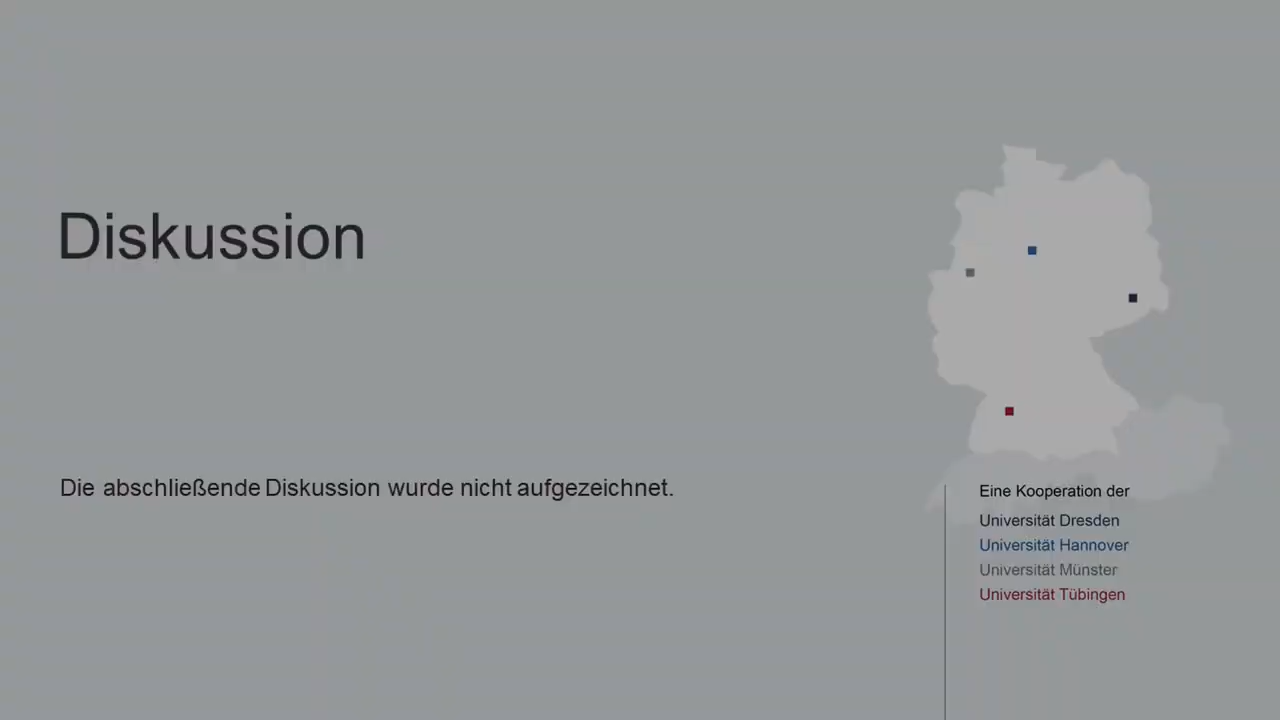 Diskussion
Die abschließende Diskussion wurde nicht aufgezeichnet.
Eine Kooperation der
Universität Dresden
Universität Hannover
Universität Münster
Universität Tübingen